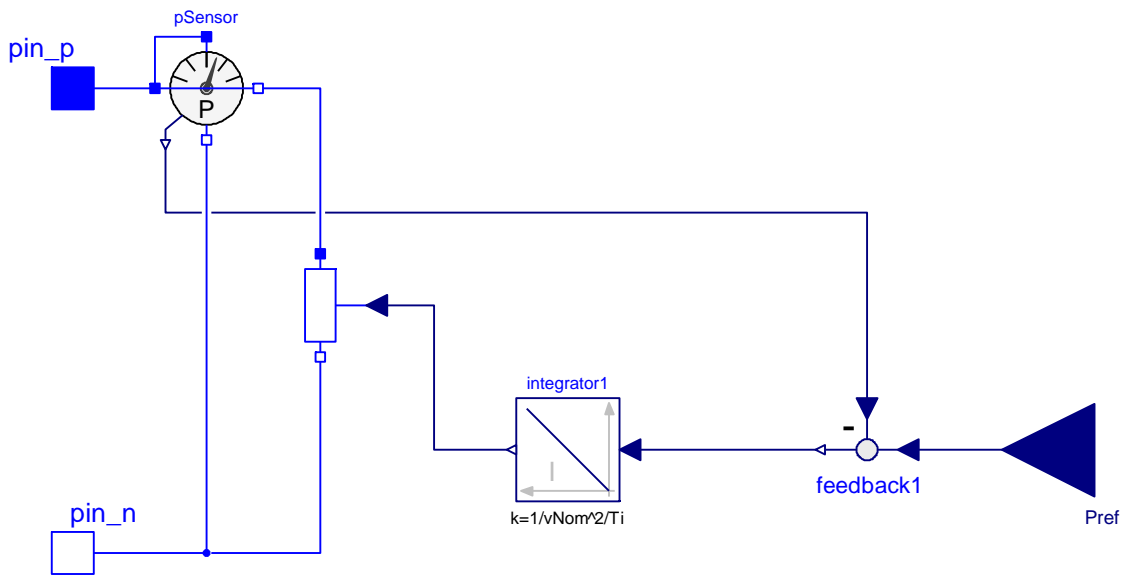 pSensor
pin_p
P
-
integrator1
I
k=1/vNom^2/Ti
feedback1
Pref
pin_n